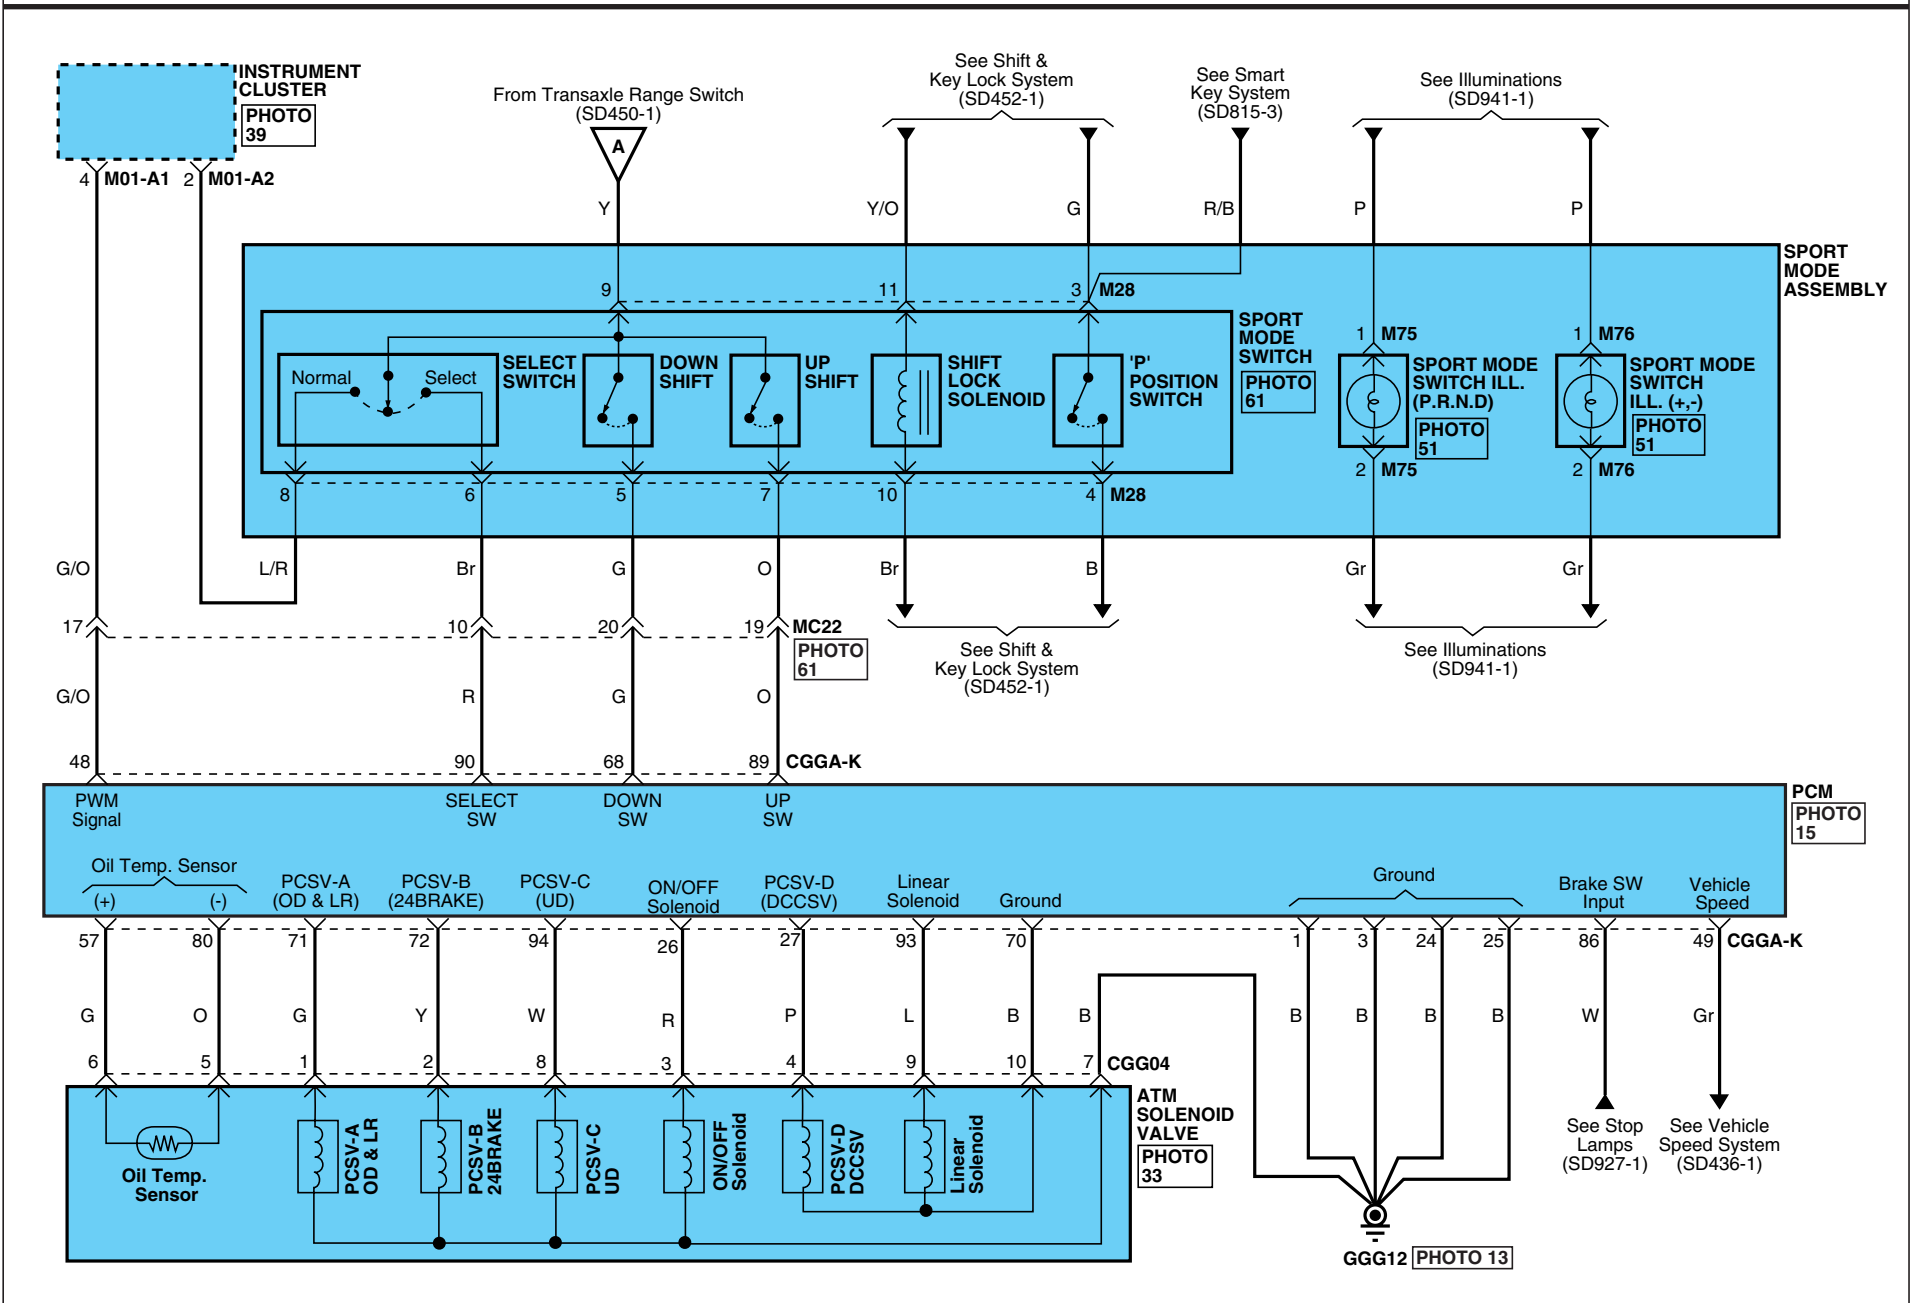 INSTRUMENT
CLUSTER
PHOTO
39
4 M01-A1 2 M01-A2
From Transaxle Range Switch
(SD450-1)
A
See Shift &
Key Lock System
(SD452-1)
See Smart
Key System
(SD815-3)
See Illuminations
(SD941-1)
Y Y/O G R/B P P
SPORT
MODE
ASSEMBLY
9 11 3 M28
1 M75
1 M76
SPORT
MODE
SWITCH
PHOTO
61
Normal Select
SELECT
SWITCH
DOWN
SHIFT
UP
SHIFT
SHIFT
LOCK
SOLENOID
'P'
POSITION
SWITCH
SPORT MODE
SWITCH ILL.
(P.R.N.D)
PHOTO
51
SPORT MODE
SWITCH
ILL. (+,-)
PHOTO
51
2 M75
2 M76
8 6 5 7 10 4 M28
G/O L/R Br G O Br B Gr Gr
17 10 20 19 MC22
PHOTO
61
See Shift &
Key Lock System
(SD452-1)
See Illuminations
(SD941-1)
G/O R G O
48 90 68 89 CGGA-K
PWM
Signal
SELECT
SW
DOWN
SW
UP
SW
PCM
PHOTO
15
Oil Temp. Sensor
(+) (-)
PCSV-A
(OD & LR)
PCSV-B
(24BRAKE)
PCSV-C
(UD)
ON/OFF
Solenoid
PCSV-D
(DCCSV)
Linear
Solenoid
Ground
Ground
Brake SW
Input
Vehicle
Speed
57 80 71 72 94 26 27 93 70 1 3 24 25 86 49 CGGA-K
G O G Y W R P L B B B B B B W Gr
6 5 1 2 8 3 4 9 10 7 CGG04
ATM
SOLENOID
VALVE
PHOTO
33
Oil Temp.
Sensor
PCSV-A
OD & LR
PCSV-B
24BRAKE
PCSV-C
UD
ON/OFF
Solenoid
PCSV-D
DCCSV
Linear
Solenoid
See Stop
Lamps
(SD927-1)
See Vehicle
Speed System
(SD436-1)
GGG12 PHOTO 13